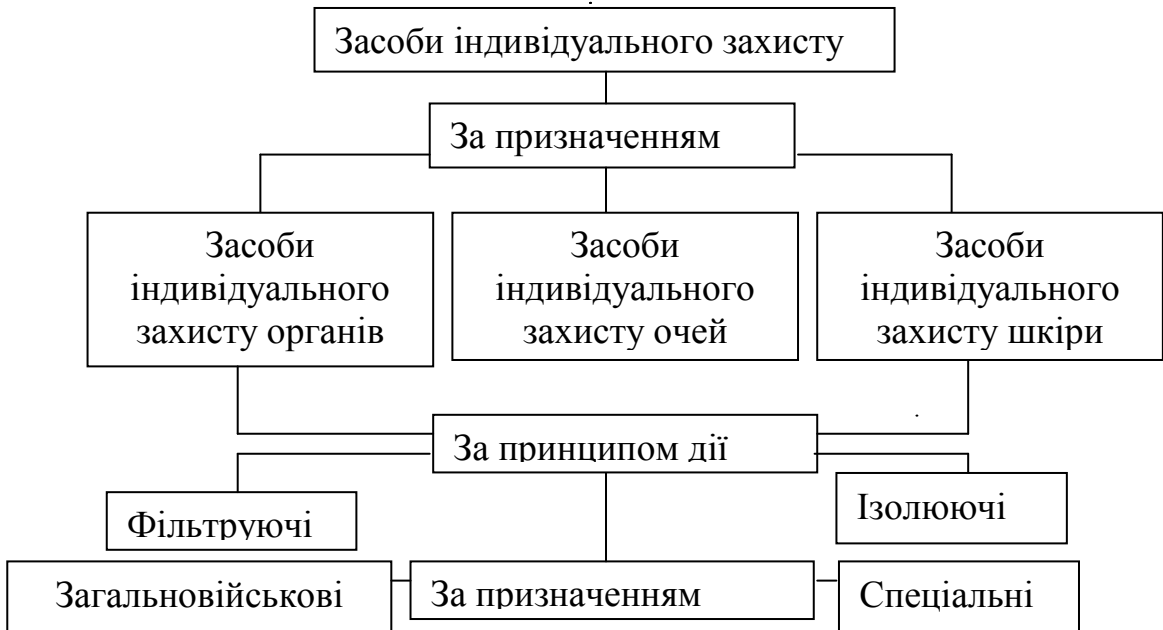 Засоби індивідуального захисту
За призначенням
Засоби
індивідуального
захисту органів
Засоби
індивідуального
захисту очей
Засоби
індивідуального
захисту шкіри
За принципом дії
Фільтруючі
Ізолюючі
Загальновійськові
За призначенням
Спеціальні